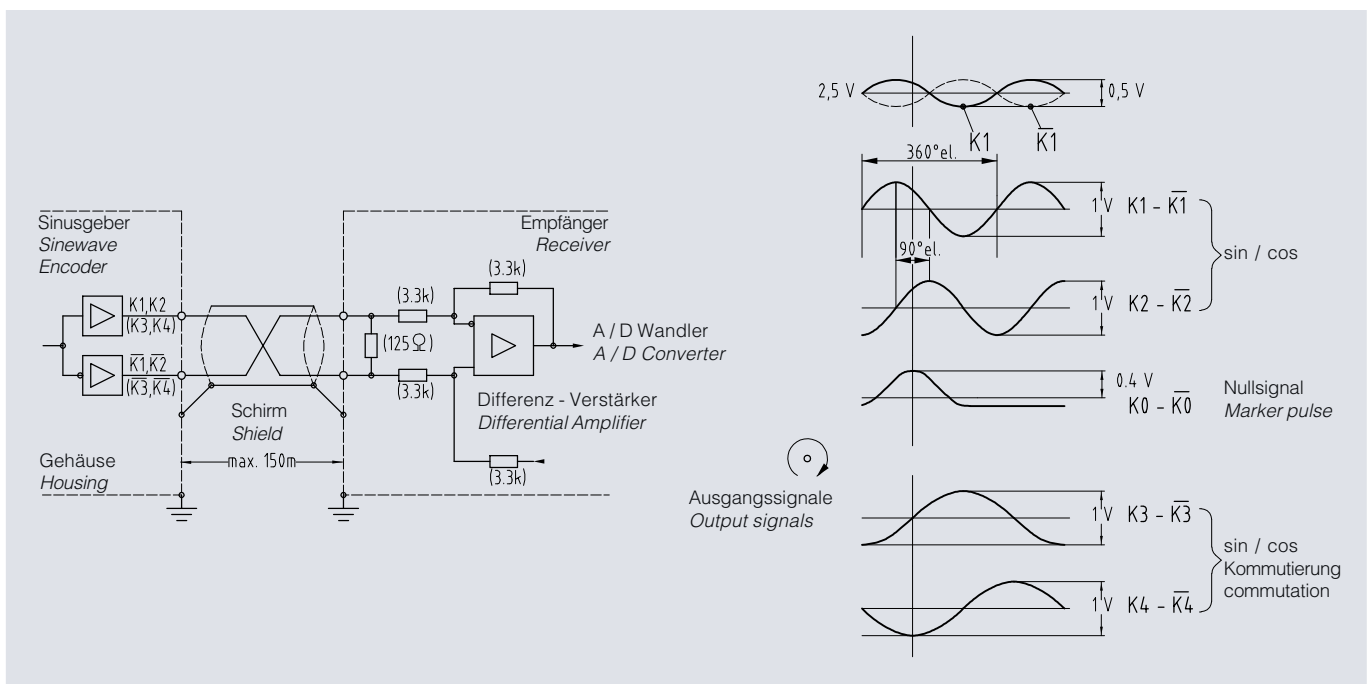 Sinusgeber
Sinewave
Encoder
Empfänger
Receiver
K1,K2
(K3,K4)
K̅1̅,K̅2̅
(K̅3̅,K̅4̅)
(3.3k)
(3.3k)
(125Ω)
(3.3k)
(3.3k)
A / D Wandler
A / D Converter
Differenz - Verstärker
Differential Amplifier
Schirm
Shield
Gehäuse
Housing
max. 150m
2,5 V
0,5 V
K1
K̅1̅
360°el.
1 V K1 - K̅1̅
90°el.
sin / cos
1 V K2 - K̅2̅
0.4 V
K0 - K̅0̅
Nullsignal
Marker pulse
Ausgangssignale
Output signals
1 V K3 - K̅3̅
sin / cos
Kommutierung
commutation
1 V K4 - K̅4̅